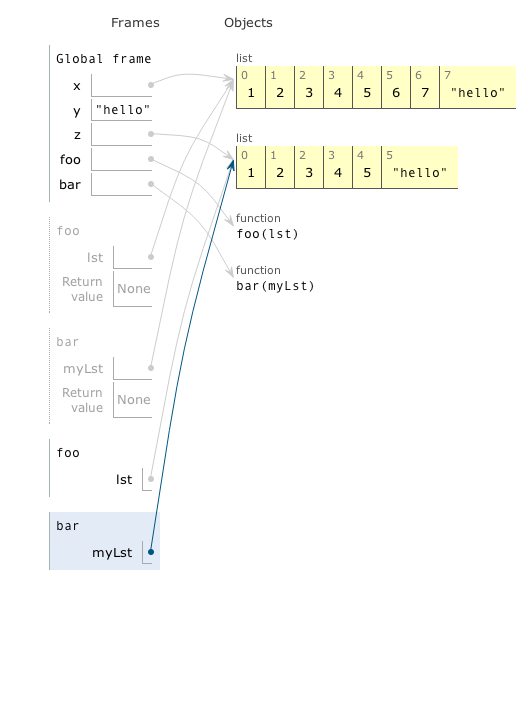 Frames Objects
Global frame
x
y "hello"
z
foo
bar
list
0 1 2 3 4 5 6 7
1 2 3 4 5 6 7 "hello"
list
0 1 2 3 4 5
1 2 3 4 5 "hello"
function
foo(lst)
function
bar(myLst)
foo
lst
Return
value None
bar
myLst
Return
value None
foo
lst
bar
myLst